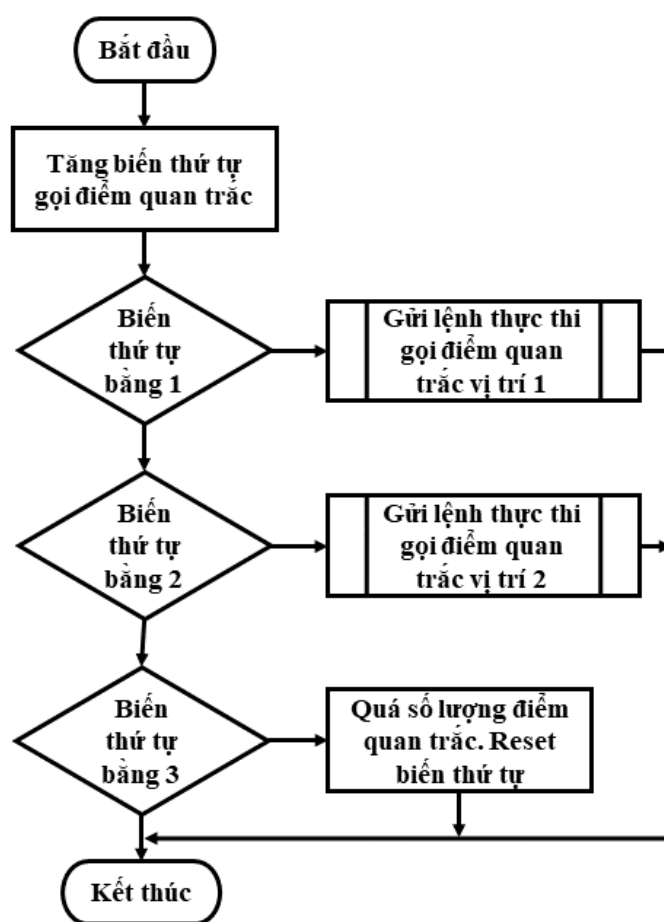 Bắt đầu
Tăng biến thứ tự
gọi điểm quan trắc
Biến
thứ tự
bằng 1
Gửi lệnh thực thi
gọi điểm quan
trắc vị trí 1
Biến
thứ tự
bằng 2
Gửi lệnh thực thi
gọi điểm quan
trắc vị trí 2
Biến
thứ tự
bằng 3
Quá số lượng điểm
quan trắc. Reset
biến thứ tự
Kết thúc